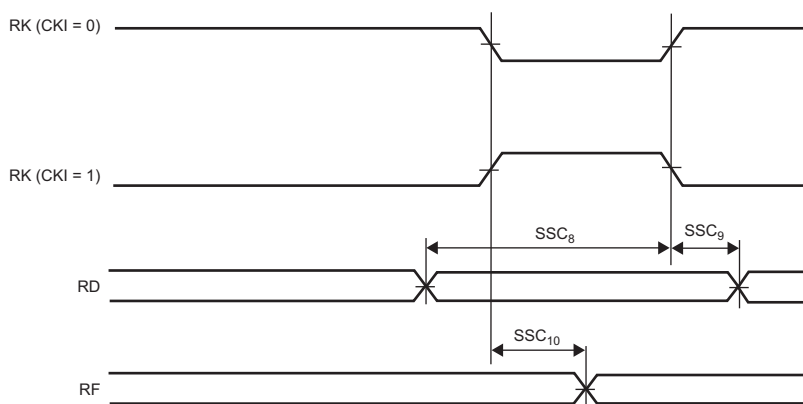 RK (CKI = 0)
RK (CKI = 1)
SSC₈
SSC₉
RD
SSC₁₀
RF